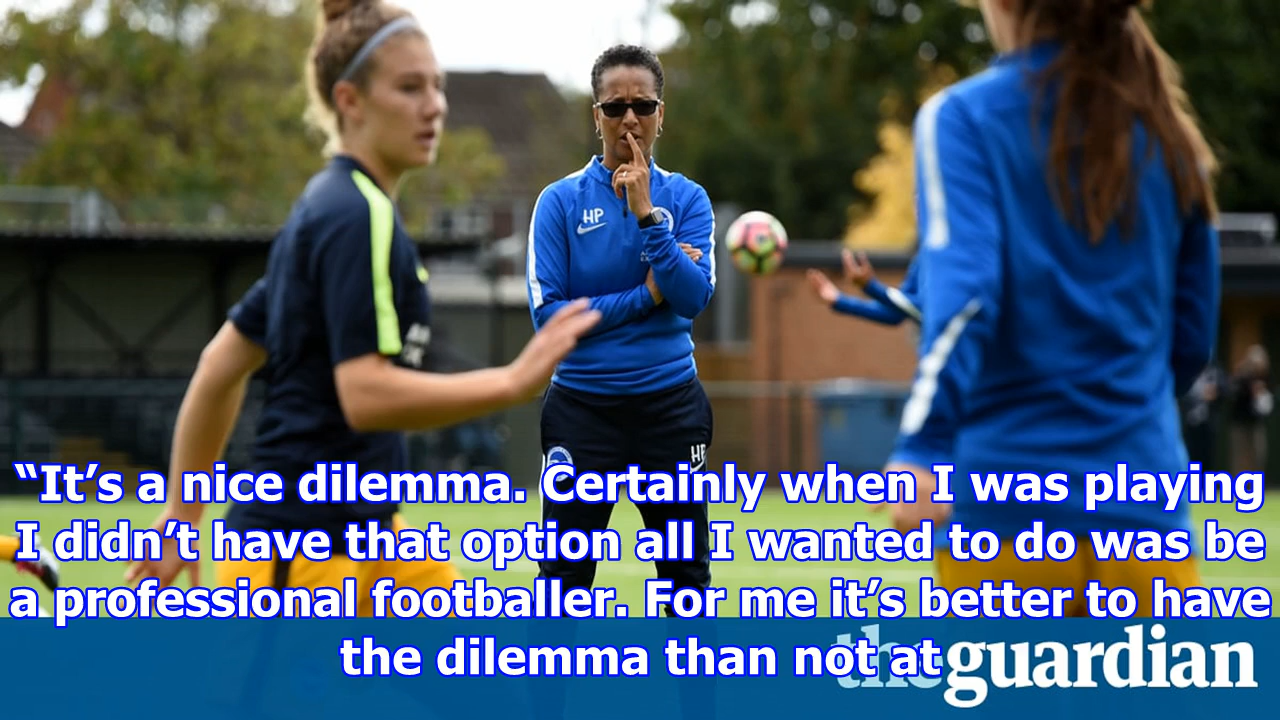 HP
HP
“It’s a nice dilemma. Certainly when I was playing
I didn’t have that option all I wanted to do was be
a professional footballer. For me it’s better to have
the dilemma than not at
theguardian